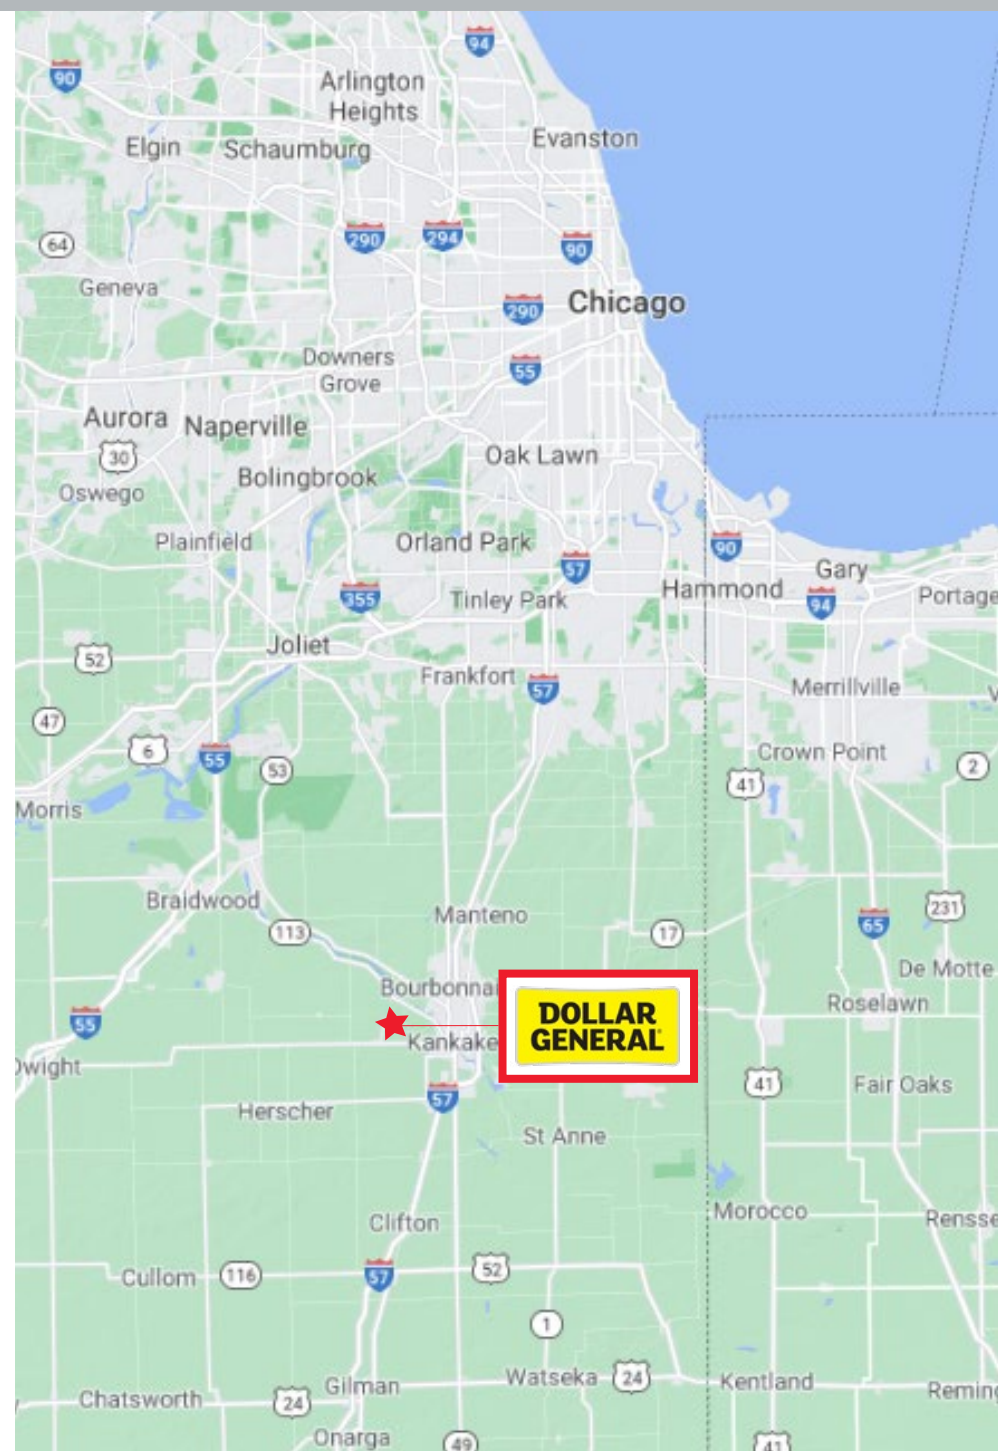 94
90
Arlington
Heights
Evanston
Elgin
Schaumburg
64
290
294
90
Geneva
290
Chicago
Downers
Grove
55
Aurora
Naperville
30
Oak Lawn
Bolingbrook
Oswego
Plainfield
Orland Park
90
57
Gary
Hammond
355
Tinley Park
94
Portage
Joliet
52
Frankfort
57
Merrillville
47
6
55
53
Crown Point
2
41
Morris
Braidwood
Manteno
231
113
17
65
De Motte
Bourbonna
Roselawn
55
DOLLAR
GENERAL
Kankake
Dwight
41
Fair Oaks
57
Herscher
St Anne
Morocco
Rensse
Clifton
Cullom
116
57
52
1
Watseka
24
Kentland
Gilman
Chatsworth
24
Reming
Onarga
49
41